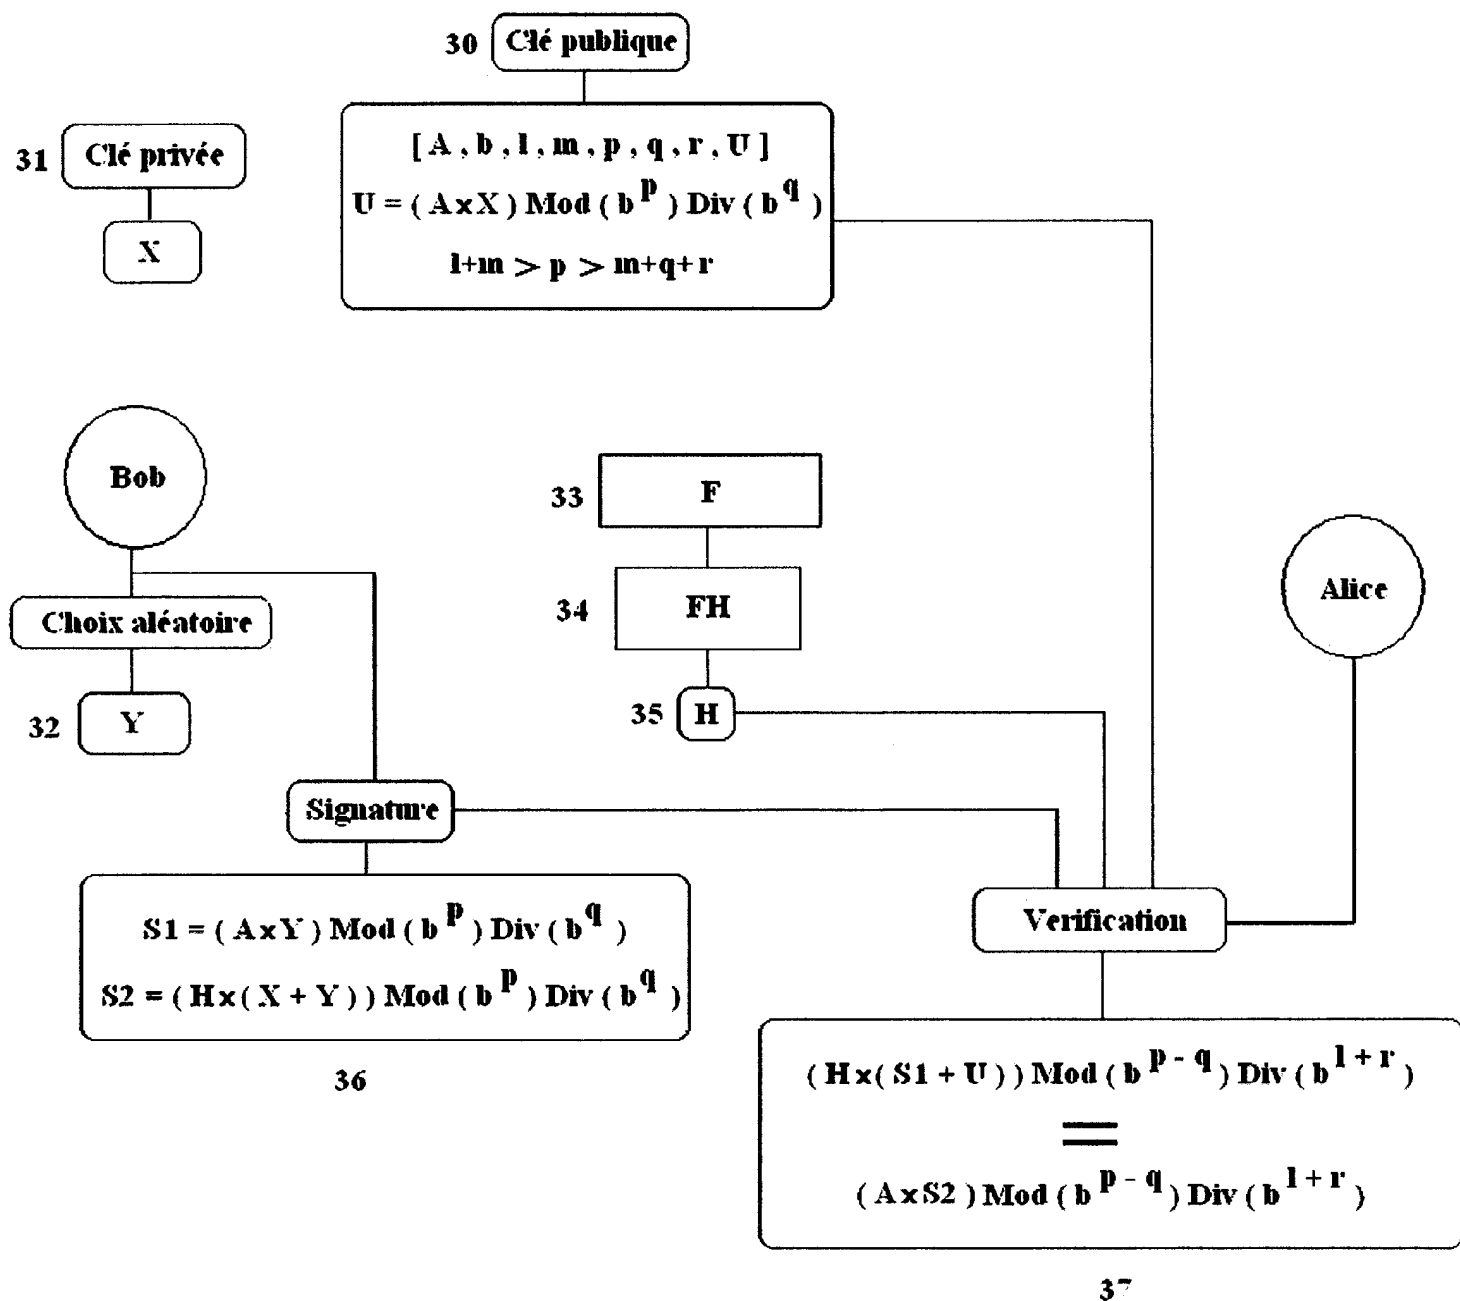 30 Clé publique
[ A , b , l , m , p , q , r , U ]
U = ( A x X ) Mod ( b^p ) Div ( b^q )
l+m > p > m+q+r
31 Clé privée
X
Bob
Choix aléatoire
32 Y
33 F
34 FH
35 H
Alice
Signature
S1 = ( A x Y ) Mod ( b^p ) Div ( b^q )
S2 = ( H x ( X + Y ) ) Mod ( b^p ) Div ( b^q )
36
Verification
( H x ( S1 + U ) ) Mod ( b^p - q ) Div ( b^l + r )
=
( A x S2 ) Mod ( b^p - q ) Div ( b^l + r )